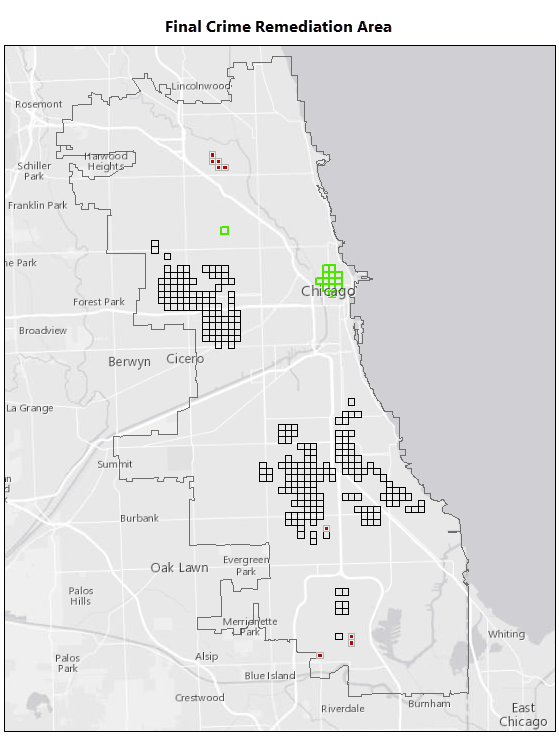 Final Crime Remediation Area
Lincolnwood
Rosemont
Harwood
Heights
Schiller
Park
Franklin Park
ne Park
Chicago
Forest Park
Broadview
Berwyn
Cicero
La Grange
Summit
Burbank
Evergreen
Park
Oak Lawn
Palos
Hills
Merrionette
Park
Whiting
Alsip
Palos
Park
Blue Island
Crestwood
Riverdale
Burnham
East
Chicago